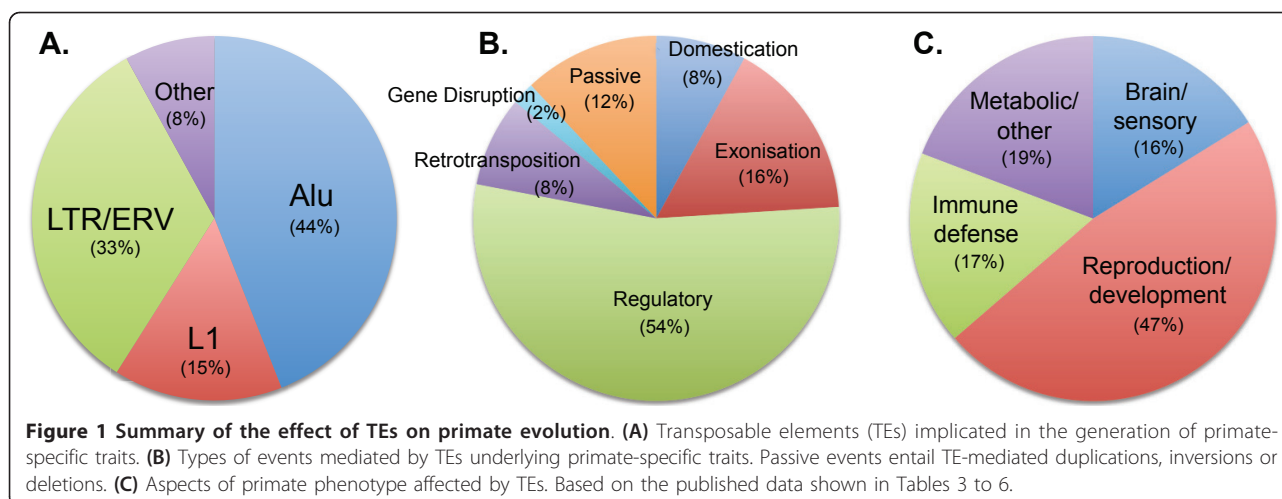 A.
Other
(8%)
Alu
(44%)
LTR/ERV
(33%)
L1
(15%)
B.
Domestication
(8%)
Passive
(12%)
Gene Disruption
(2%)
Exonisation
(16%)
Retrotransposition
(8%)
Regulatory
(54%)
C.
Metabolic/
other
(19%)
Brain/
sensory
(16%)
Immune
defense
(17%)
Reproduction/
development
(47%)
Figure 1 Summary of the effect of TEs on primate evolution. (A) Transposable elements (TEs) implicated in the generation of primate-
specific traits. (B) Types of events mediated by TEs underlying primate-specific traits. Passive events entail TE-mediated duplications, inversions or
deletions. (C) Aspects of primate phenotype affected by TEs. Based on the published data shown in Tables 3 to 6.